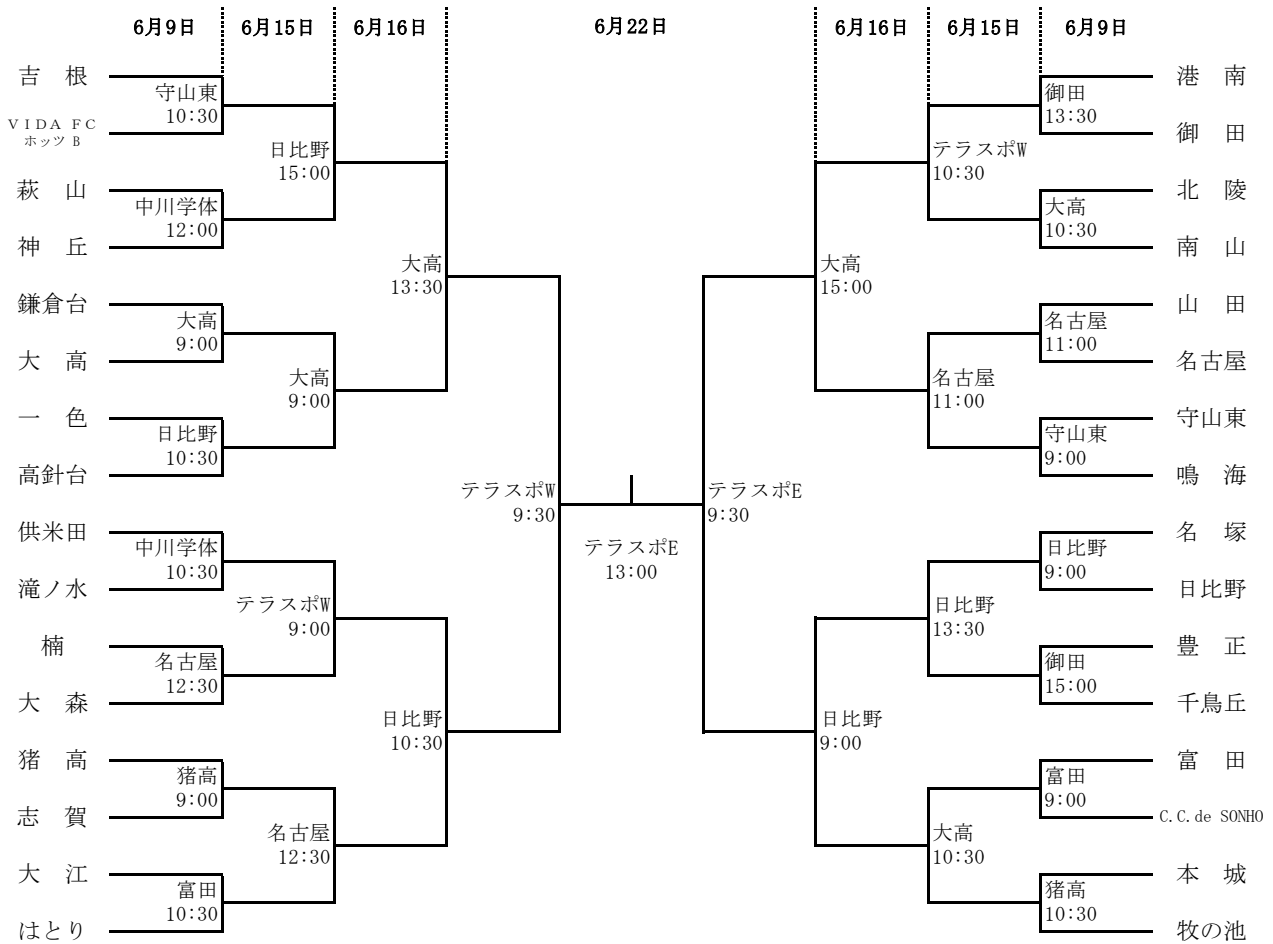 6月9日 6月15日 6月16日 6月22日 6月16日 6月15日 6月9日
吉　根
守山東
10:30
ＶＩＤＡ ＦＣ
ホッツＢ
日比野
15:00
萩　山
中川学体
12:00
神　丘
大高
13:30
鎌倉台
大高
9:00
大　高
大高
9:00
一　色
日比野
10:30
高針台
テラスポW
9:30
供米田
中川学体
10:30
滝ノ水
テラスポW
9:00
楠
名古屋
12:30
大　森
日比野
10:30
猪　高
猪高
9:00
志　賀
名古屋
12:30
大　江
富田
10:30
はとり
テラスポE
13:00
テラスポE
9:30
港　南
御田
13:30
御　田
テラスポW
10:30
北　陵
大高
10:30
南　山
大高
15:00
山　田
名古屋
11:00
名古屋
名古屋
11:00
守山東
守山東
9:00
鳴　海
名　塚
日比野
9:00
日比野
日比野
13:30
豊　正
御田
15:00
千鳥丘
日比野
9:00
富　田
富田
9:00
C.C.de SONHO
大高
10:30
本　城
猪高
10:30
牧の池